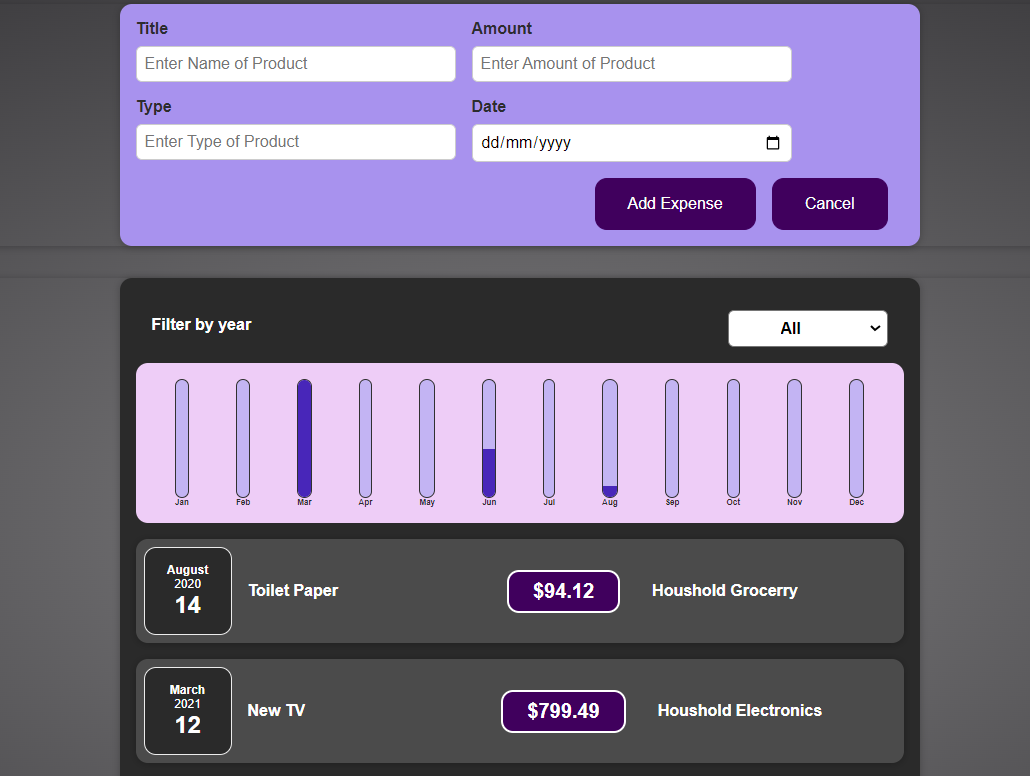 Title Amount
Enter Name of Product Enter Amount of Product
Type Date
Enter Type of Product dd/mm/yyyy
Add Expense Cancel
Filter by year All
Jan Feb Mar Apr May Jun Jul Aug Sep Oct Nov Dec
August
2020
14
Toilet Paper $94.12 Houshold Grocerry
March
2021
12
New TV $799.49 Houshold Electronics